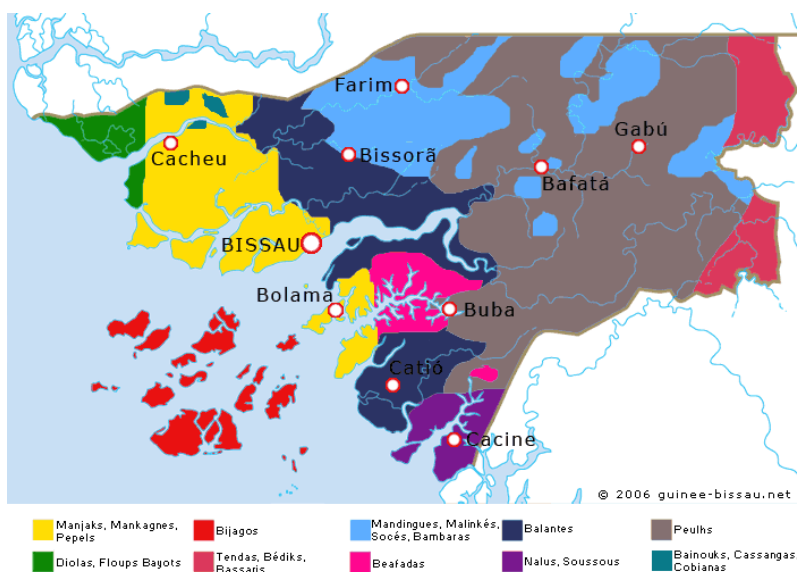 Farim
Gabú
Cacheu
Bissorã
Bafatá
BISSAU
Bolama
Buba
Catió
Cacine
© 2006 guinee-bissau.net
Manjaks, Mankagnes,
Pepels
Bijagos
Mandingues, Malinkés,
Socés, Bambaras
Balantes
Peulhs
Diolas, Floups Bayots
Tendas, Bédiks,
Bassaris
Beafadas
Nalus, Soussous
Bainouks, Cassangas
Cobianas